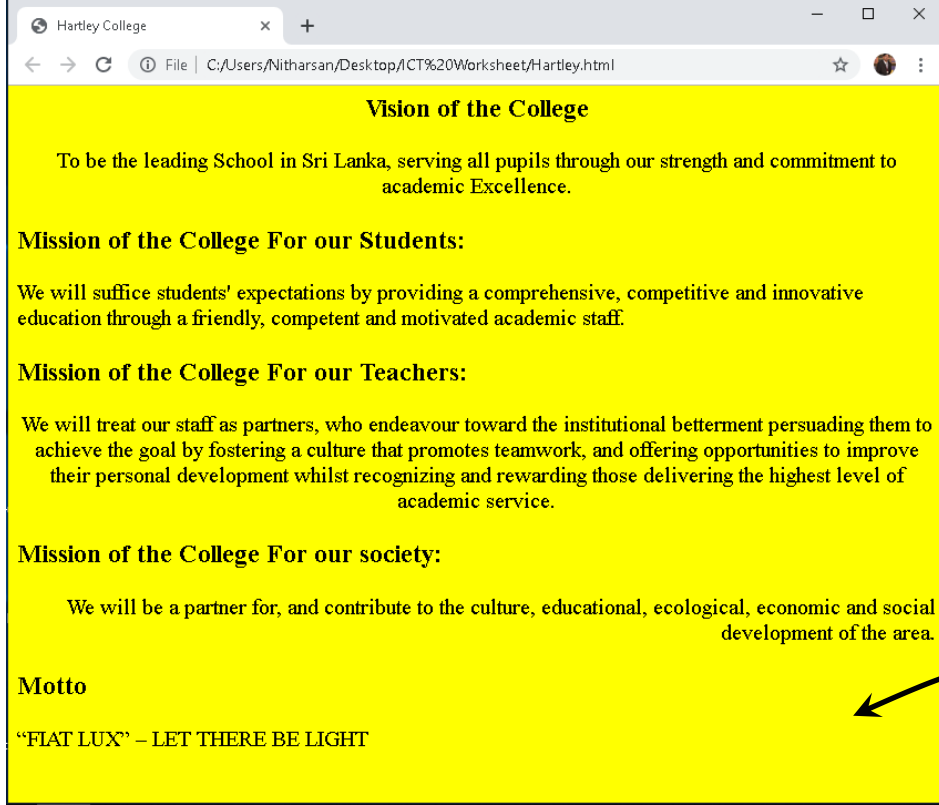 Hartley College
File | C:/Users/Nitharsan/Desktop/ICT%20Worksheet/Hartley.html
Vision of the College
To be the leading School in Sri Lanka, serving all pupils through our strength and commitment to
academic Excellence.
Mission of the College For our Students:
We will suffice students' expectations by providing a comprehensive, competitive and innovative
education through a friendly, competent and motivated academic staff.
Mission of the College For our Teachers:
We will treat our staff as partners, who endeavour toward the institutional betterment persuading them to
achieve the goal by fostering a culture that promotes teamwork, and offering opportunities to improve
their personal development whilst recognizing and rewarding those delivering the highest level of
academic service.
Mission of the College For our society:
We will be a partner for, and contribute to the culture, educational, ecological, economic and social
development of the area.
Motto
“FIAT LUX” – LET THERE BE LIGHT